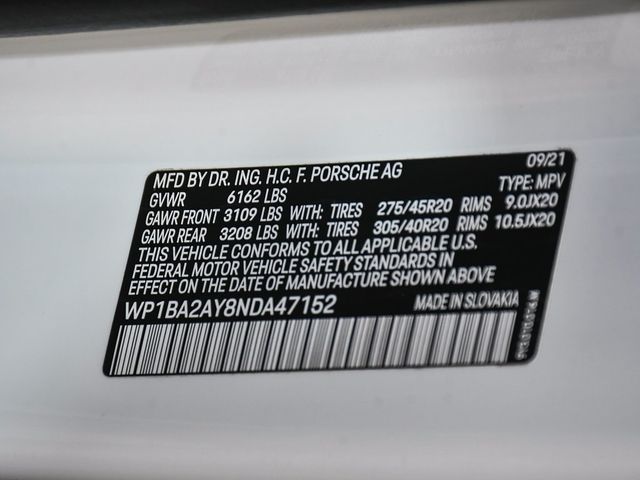 MFD BY DR. ING. H.C. F. PORSCHE AG 09/21
GVWR 6162 LBS TYPE: MPV
GAWR FRONT 3109 LBS WITH: TIRES 275/45R20 RIMS 9.0JX20
GAWR REAR 3208 LBS WITH: TIRES 305/40R20 RIMS 10.5JX20
THIS VEHICLE CONFORMS TO ALL APPLICABLE U.S.
FEDERAL MOTOR VEHICLE SAFETY STANDARDS IN
EFFECT ON THE DATE OF MANUFACTURE SHOWN ABOVE
WP1BA2AY8NDA47152 MADE IN SLOVAKIA